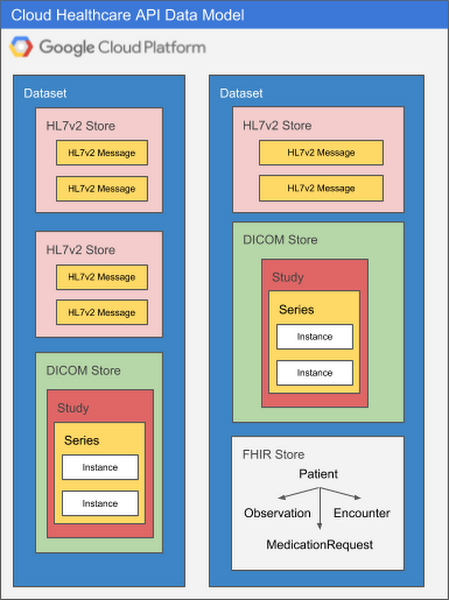 Cloud Healthcare API Data Model
Google Cloud Platform
Dataset
HL7v2 Store
HL7v2 Message
HL7v2 Message
HL7v2 Store
HL7v2 Message
HL7v2 Message
DICOM Store
Study
Series
Instance
Instance
Dataset
HL7v2 Store
HL7v2 Message
HL7v2 Message
DICOM Store
Study
Series
Instance
Instance
FHIR Store
Patient
Observation Encounter
MedicationRequest